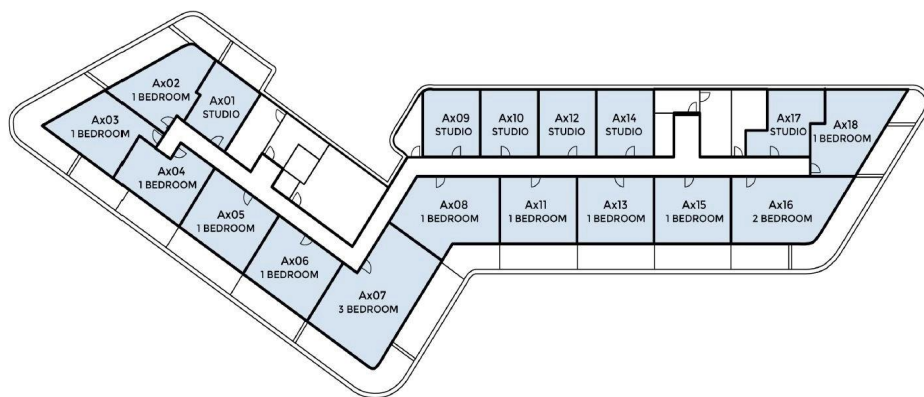 Ax01
STUDIO
Ax02
1 BEDROOM
Ax03
1 BEDROOM
Ax04
1 BEDROOM
Ax05
1 BEDROOM
Ax06
1 BEDROOM
Ax07
3 BEDROOM
Ax08
1 BEDROOM
Ax09
STUDIO
Ax10
STUDIO
Ax11
1 BEDROOM
Ax12
STUDIO
Ax13
1 BEDROOM
Ax14
STUDIO
Ax15
1 BEDROOM
Ax16
2 BEDROOM
Ax17
STUDIO
Ax18
1 BEDROOM